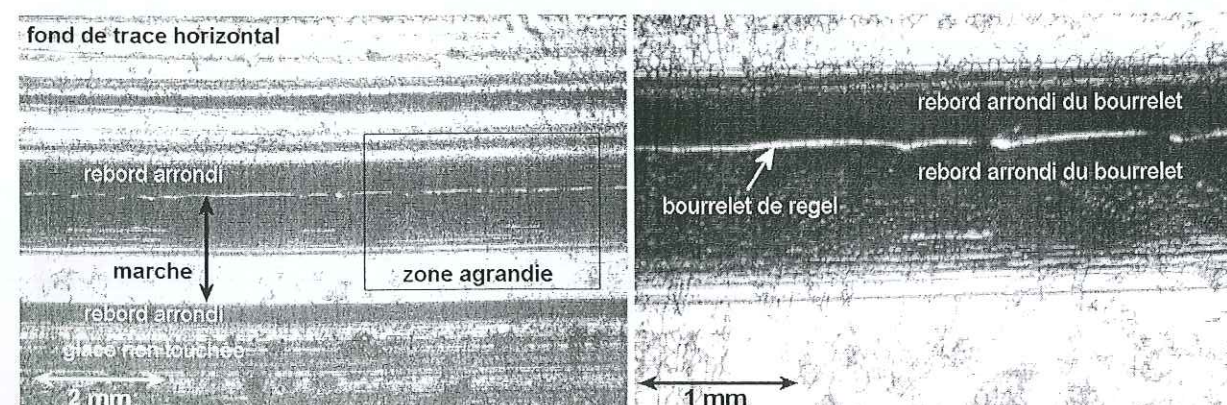 fond de trace horizontal
rebord arrondi
marche
zone agrandie
rebord arrondi
glace non touchée
2 mm
rebord arrondi du bourrelet
rebord arrondi du bourrelet
bourrelet de regel
1 mm